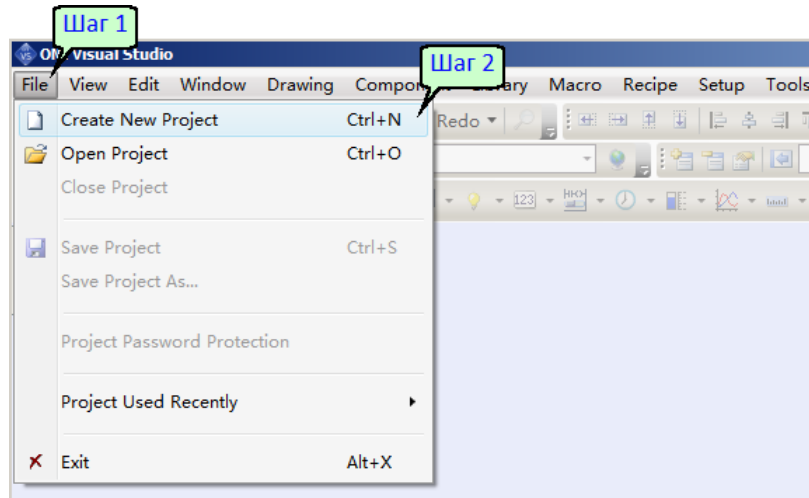 Шаг 1
Visual Studio
Шаг 2
File View Edit Window Drawing Macro Recipe Setup Tools
Create New Project Ctrl+N
Redo
Open Project Ctrl+O
Close Project
123
Save Project Ctrl+S
Save Project As...
Project Password Protection
Project Used Recently
Exit Alt+X